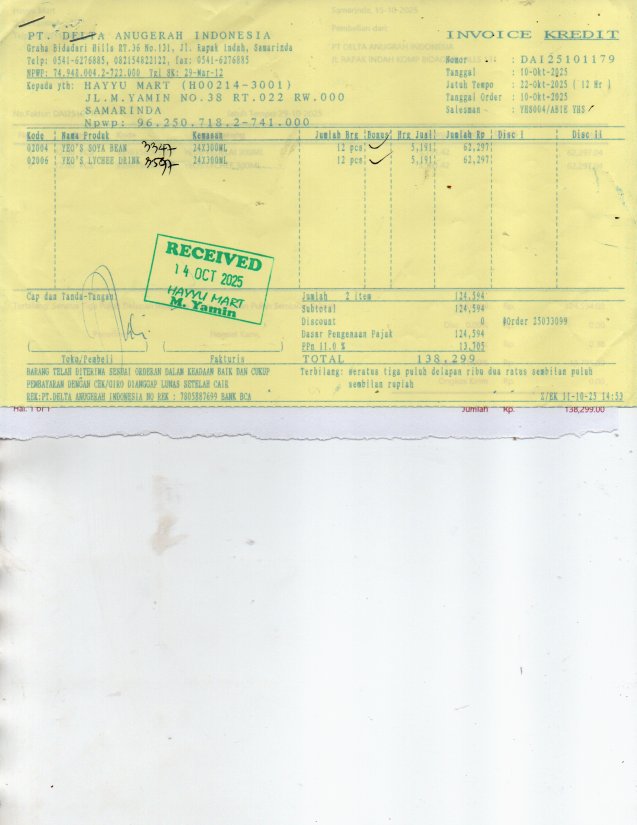 PT. DELTA ANUGERAH INDONESIA
Graha Bidadari Hills RT.36 No.131, Jl. Rapak Indah, Samarinda
Telp: 0541-6276885, 082154822122, fax: 0541-6276885
NPWP: 74.948.004.2-722.000 Tgl SK: 29-Mar-12
INVOICE KREDIT
Nomor : DAI25101179
Tanggal : 10-Okt-2025
Jatuh Tempo : 22-Okt-2025 ( 12 Hr )
Tanggal Order : 10-Okt-2025
Salesman : YES004/ABIE YHS
Kepada yth: HAYYU MART (H00214-3001)
JL.M.YAMIN NO.38 RT.022 RW.000
SAMARINDA
Npwp: 96.250.718.2-741.000
Kode Nama Produk Kemasan Jumlah Brg Bonus Hrg Jual Jumlah Rp Disc I Disc Ii
02004 YEO'S SOYA BEAN 3347 24X300ML 12 pcs 5,191 62,297
02006 YEO'S LYCHEE DRINK 3597 24X300ML 12 pcs 5,191 62,297
RECEIVED
14 OCT 2025
HAYYU MART
M. Yamin
Cap dan Tanda-Tangan
Toko/Pembeli Fakturis
Jumlah 2 item 124,594
Subtotal 124,594
Discount 0 #Order 25033099
Dasar Pengenaan Pajak 124,594
PPn 11.0 % 13,705
TOTAL 138,299
BARANG TELAH DITERIMA SESUAI ORDERAN DALAM KEADAAN BAIK DAN CUKUP
PEMBAYARAN DENGAN CEK/GIRO DIANGGAP LUNAS SETELAH CAIR
REK:PT.DELTA ANUGERAH INDONESIA NO REK : 7805887699 BANK BCA
Terbilang: #eratus tiga puluh delapan ribu dua ratus sembilan puluh
sembilan rupiah
Hal: 1 of 1
Jumlah Rp. 138,299.00